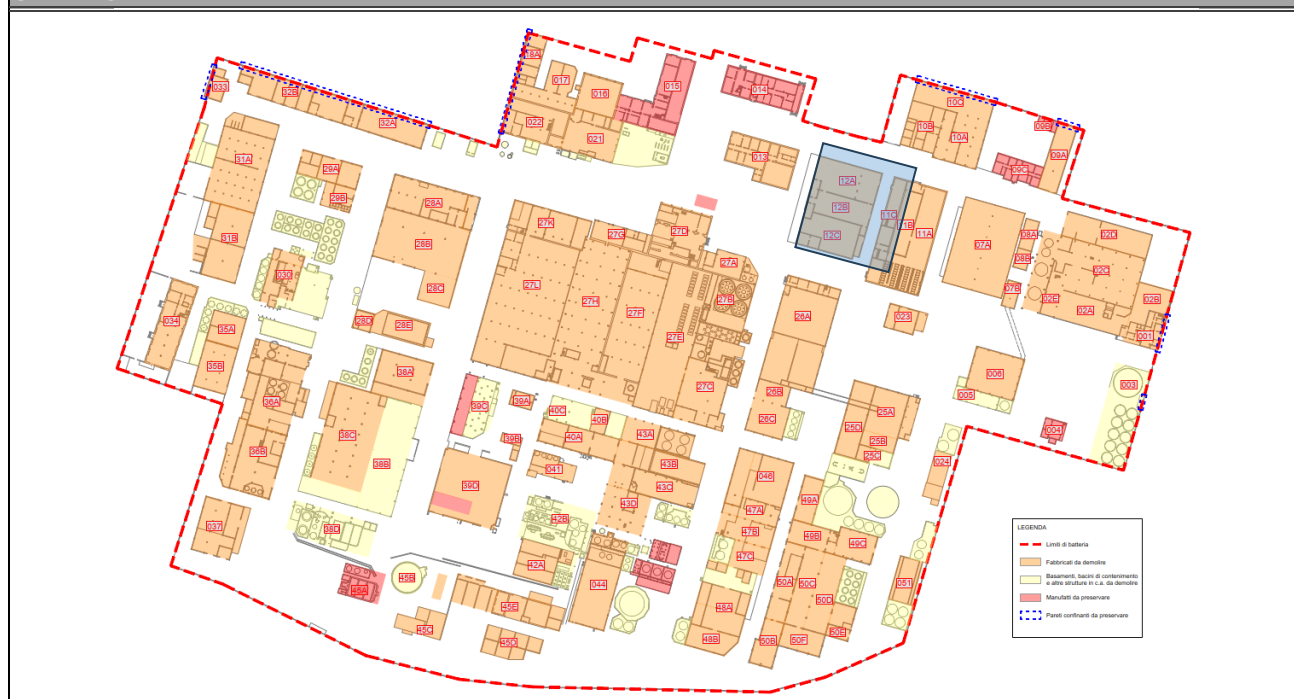 18A
017
016
015
014
033
32B
32A
022
021
013
10C
10B
10A
09B
09A
09C
31A
29A
29B
28A
12A
12B
12C
11C
11B
11A
27K
27G
27D
07A
08A
08B
02D
02C
31B
28B
27A
030
28C
27L
27H
27F
27B
07B
02E
02A
02B
001
034
35A
28D
28E
27E
26A
023
35B
38A
27C
006
005
003
36A
39C
39A
40C
40B
26B
26C
25A
38C
39B
40A
43A
25D
25B
25C
004
36B
38B
041
43B
024
39D
43C
046
037
38D
42B
43D
47A
49A
47B
49B
49C
42A
47C
45B
45A
044
50A
50C
051
45E
48A
50D
45C
45D
48B
50B
50F
50E
LEGENDA
Limiti di batteria
Fabbricati da demolire
Basamenti, bacini di contenimento
e altre strutture in c.a. da demolire
Manufatti da preservare
Pareti confinanti da preservare